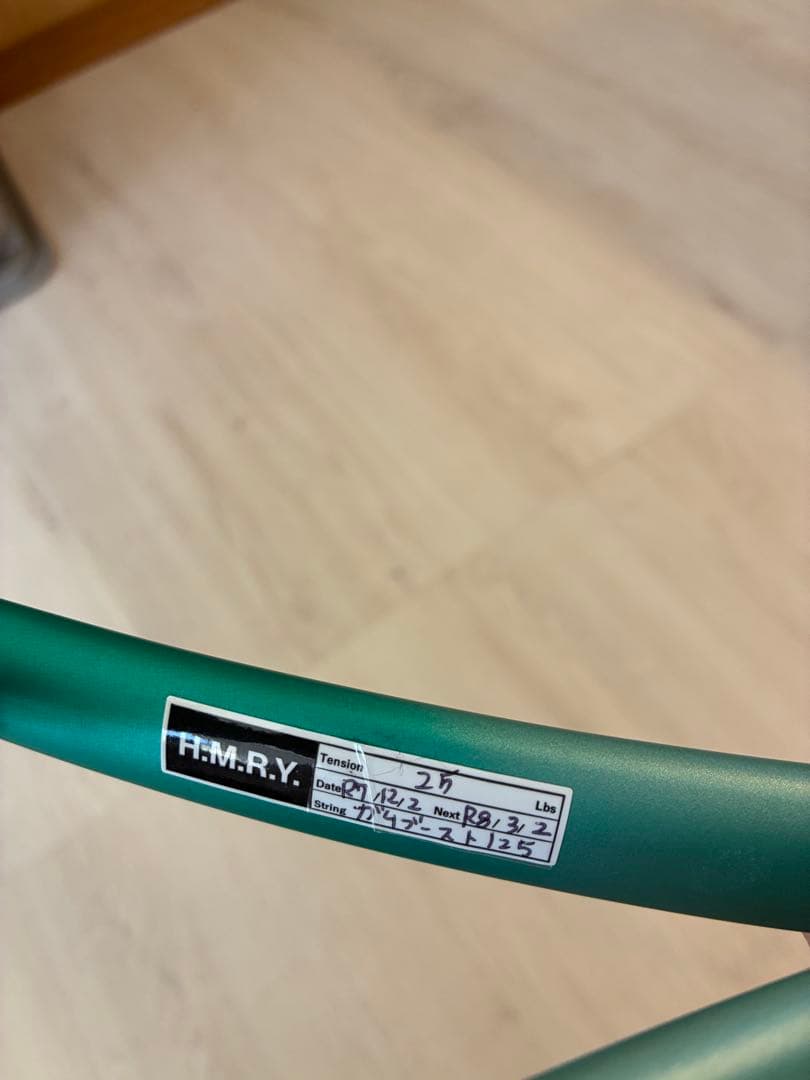 H.M.R.Y.
Tension 25 Lbs
Date R7,12,2 Next R8,3,2
String ガットブースト125